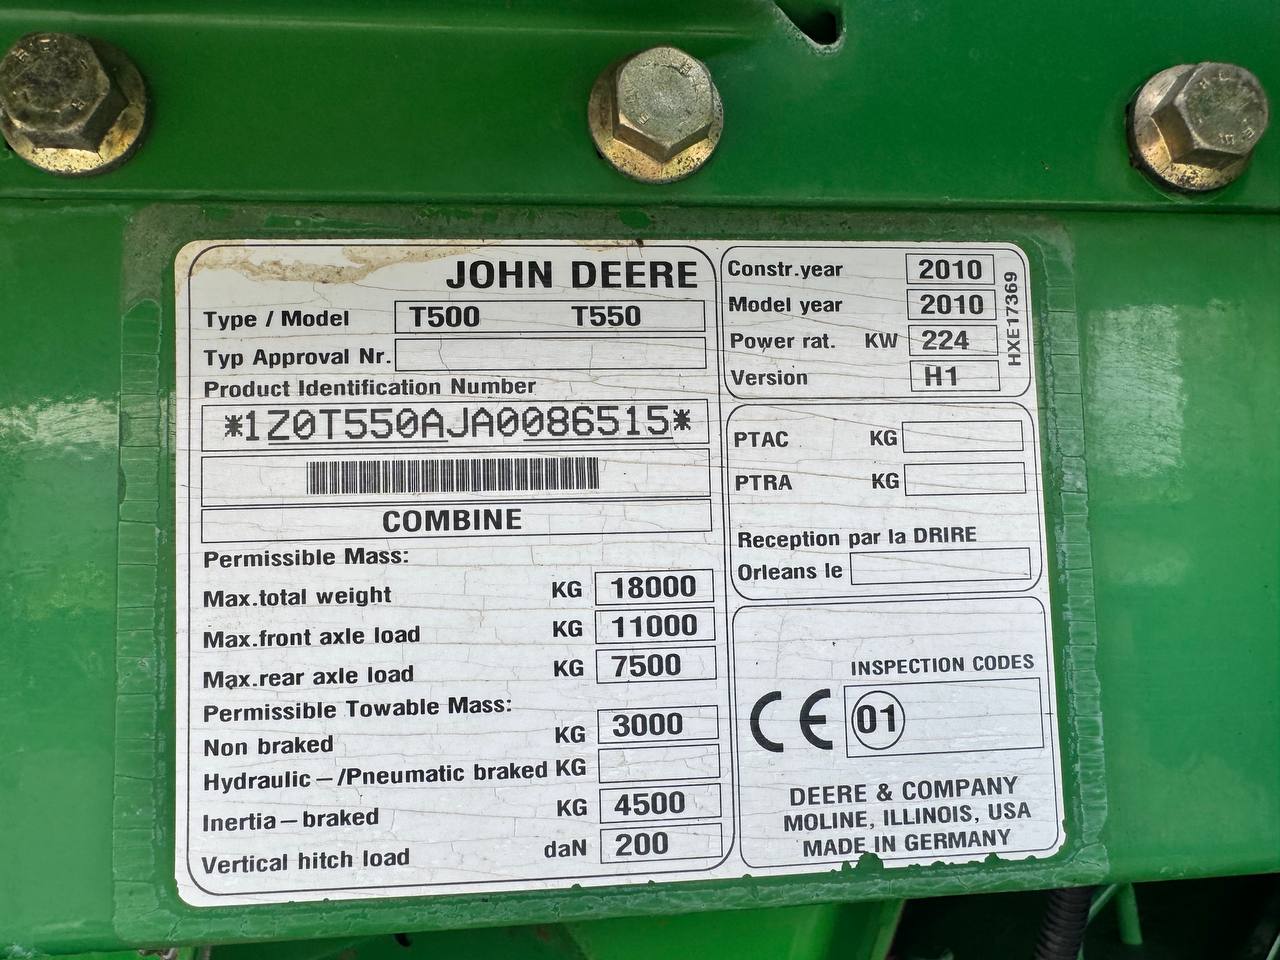 JOHN DEERE
Type / Model T500 T550
Typ Approval Nr.
Product Identification Number
*1Z0T550AJA0086515*
COMBINE
Permissible Mass:
Max.total weight KG 18000
Max.front axle load KG 11000
Max.rear axle load KG 7500
Permissible Towable Mass:
Non braked KG 3000
Hydraulic-/Pneumatic braked KG
Inertia-braked KG 4500
Vertical hitch load daN 200
Constr.year 2010
Model year 2010
Power rat. KW 224
Version H1
HXE17369
PTAC KG
PTRA KG
Reception par la DRIRE
Orleans le
INSPECTION CODES
CE 01
DEERE & COMPANY
MOLINE, ILLINOIS, USA
MADE IN GERMANY